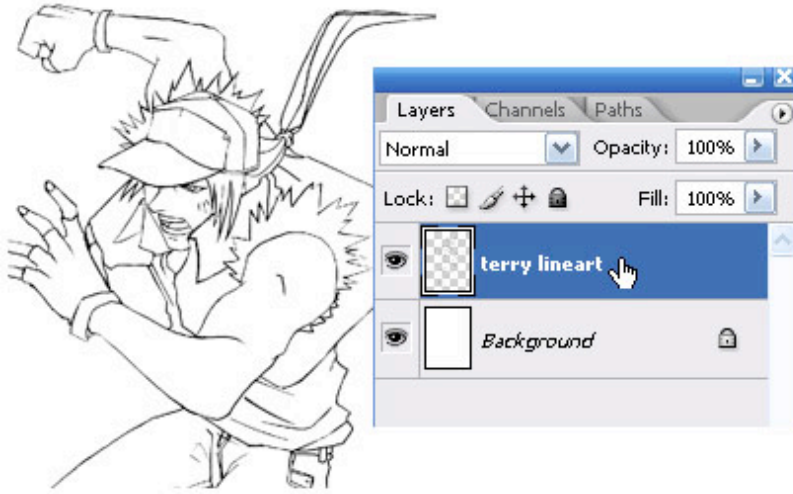 Layers Channels Paths
Normal Opacity: 100%
Lock: Fill: 100%
terry lineart
Background